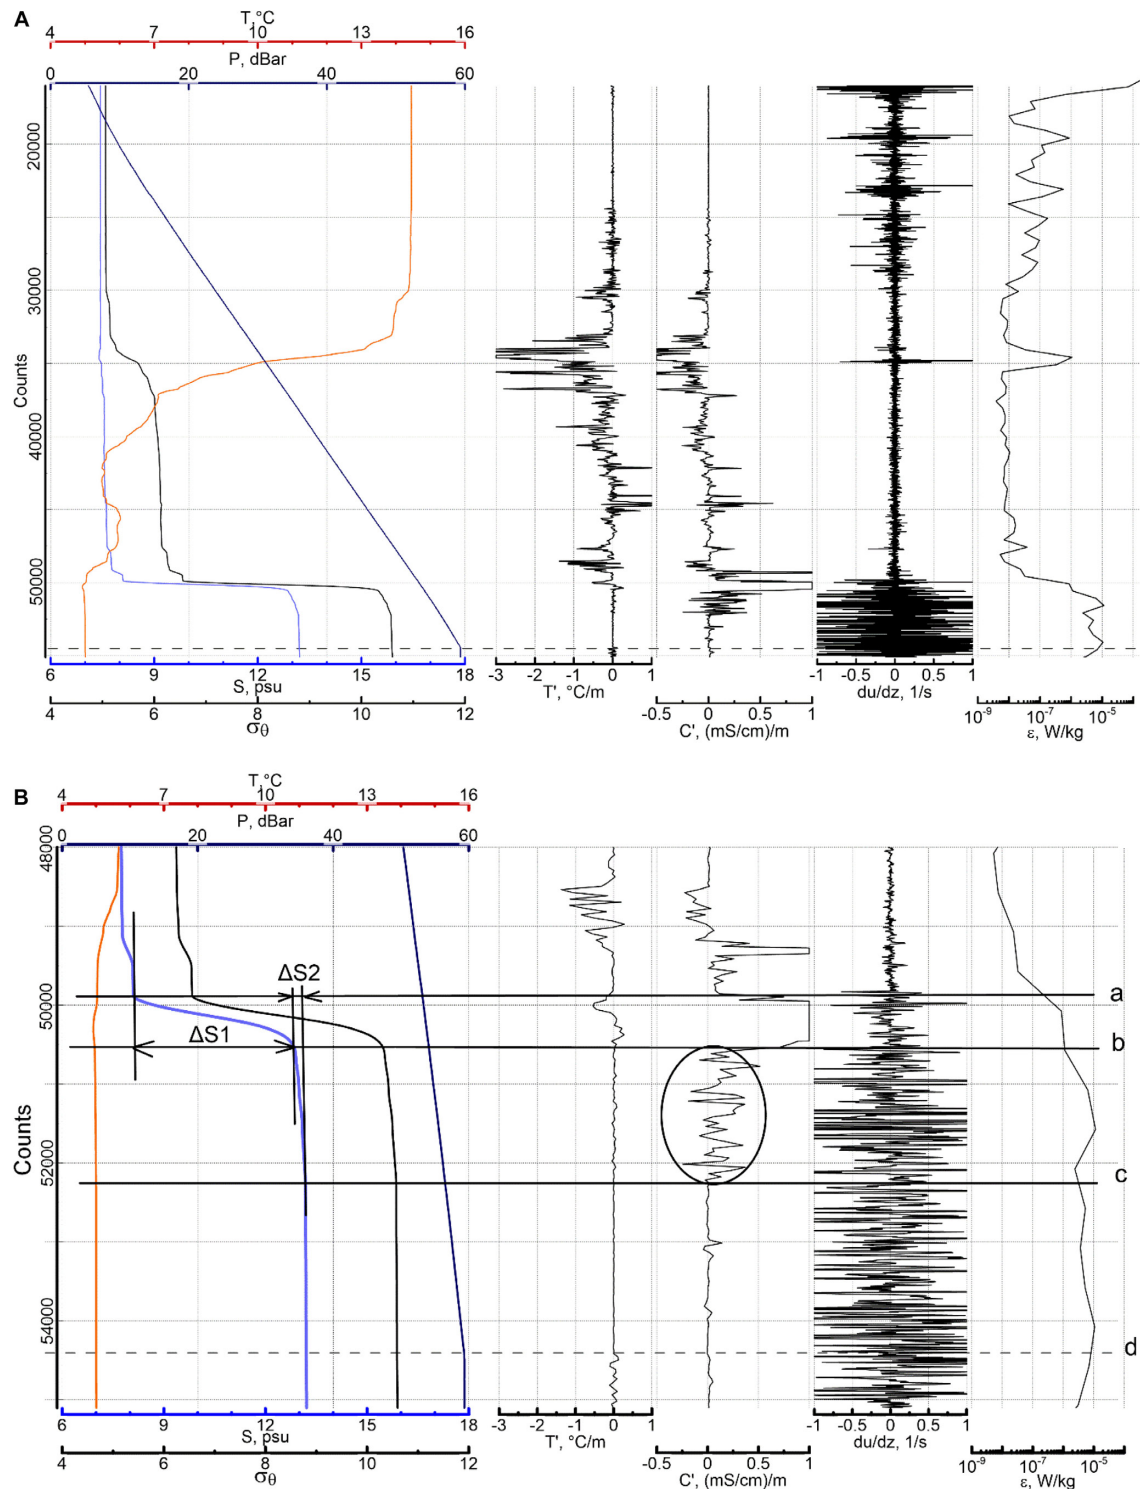 A
T,°C
4 7 10 13 16
P, dBar
0 20 40 60
Counts
20000
30000
40000
50000
6 9 12 15 18
S, psu
4 6 8 10 12
σθ
-3 -2 -1 0 1
T', °C/m
-0.5 0 0.5 1
C', (mS/cm)/m
-1 -0.5 0 0.5 1
du/dz, 1/s
10⁻⁹ 10⁻⁷ 10⁻⁵
ε, W/kg
B
T,°C
4 7 10 13 16
P, dBar
0 20 40 60
Counts
48000
50000
52000
54000
ΔS2
ΔS1
a
b
c
d
6 9 12 15 18
S, psu
4 6 8 10 12
σθ
-3 -2 -1 0 1
T', °C/m
-0.5 0 0.5 1
C', (mS/cm)/m
-1 -0.5 0 0.5 1
du/dz, 1/s
10⁻⁹ 10⁻⁷ 10⁻⁵
ε, W/kg